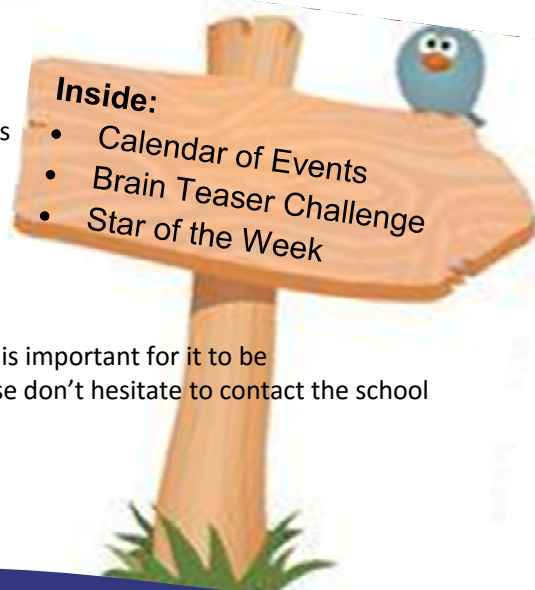 Inside:
s
• Calendar of Events
• Brain Teaser Challenge
• Star of the Week
is important for it to be
se don’t hesitate to contact the school